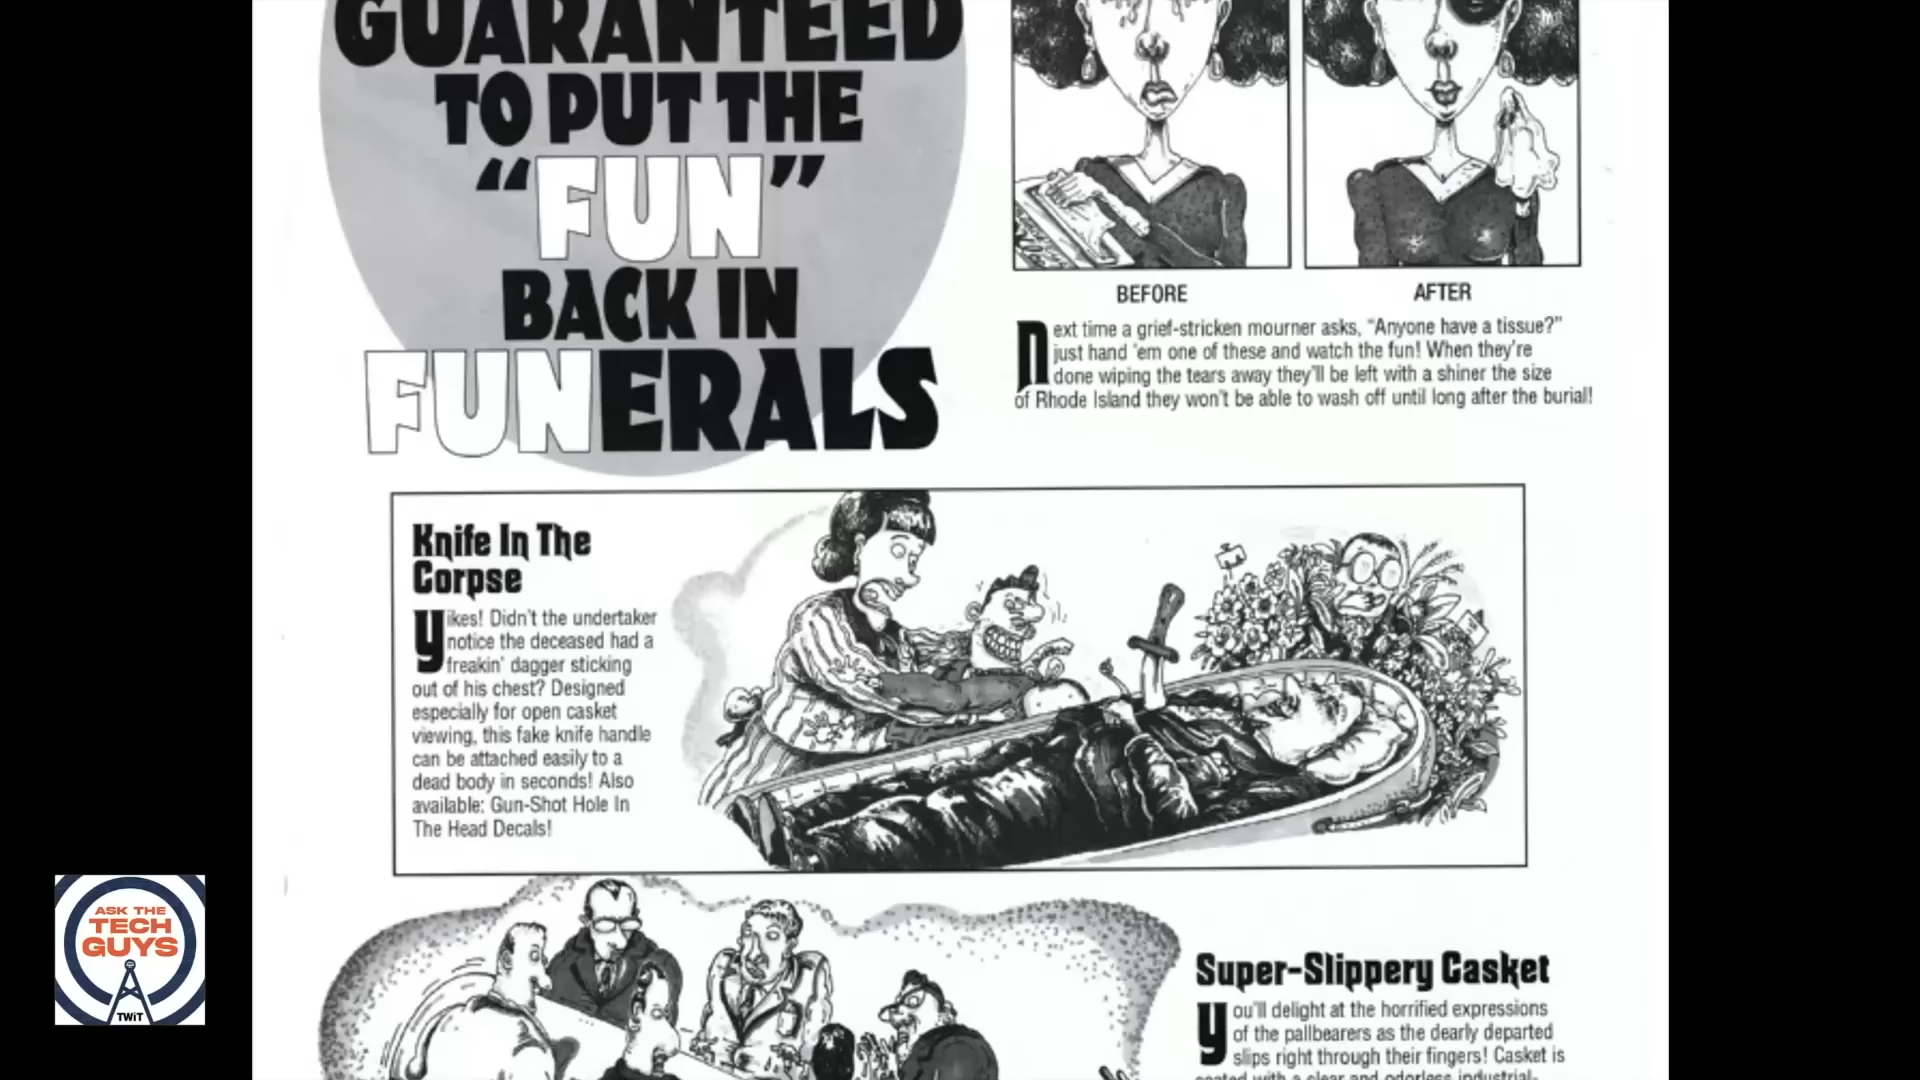 GUARANTEED
TO PUT THE
“FUN”
BACK IN
FUNERALS
BEFORE
AFTER
Next time a grief-stricken mourner asks, “Anyone have a tissue?”
just hand 'em one of these and watch the fun! When they're
done wiping the tears away they'll be left with a shiner the size
of Rhode Island they won't be able to wash off until long after the burial!
Knife In The
Corpse
Yikes! Didn't the undertaker
notice the deceased had a
freakin' dagger sticking
out of his chest? Designed
especially for open casket
viewing, this fake knife handle
can be attached easily to a
dead body in seconds! Also
available: Gun-Shot Hole In
The Head Decals!
Super-Slippery Casket
You'll delight at the horrified expressions
of the pallbearers as the dearly departed
slips right through their fingers! Casket is
coated with a clear and odorless industrial-
ASK THE
TECH
GUYS
TWiT